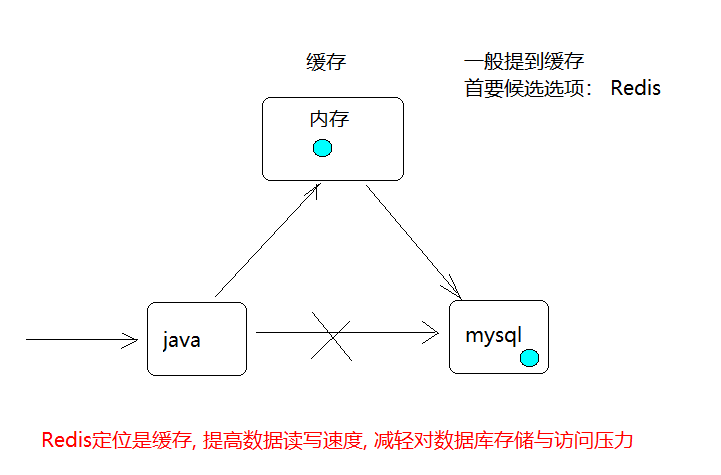 缓存
一般提到缓存
首要候选选项： Redis
内存
java
mysql
Redis定位是缓存, 提高数据读写速度, 减轻对数据库存储与访问压力